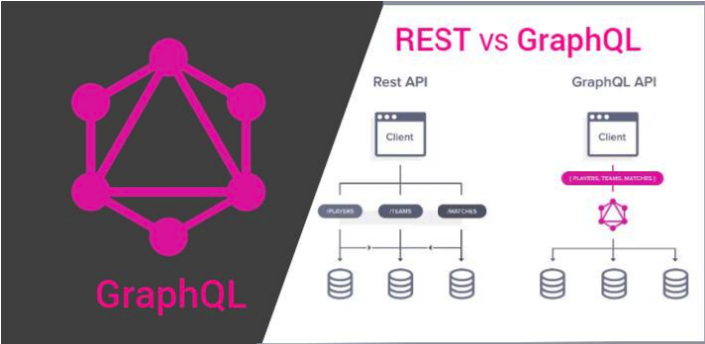 GraphQL
REST vs GraphQL
Rest API
Client
/PLAYERS
/TEAMS
/MATCHES
GraphQL API
Client
{ PLAYERS, TEAMS, MATCHES }